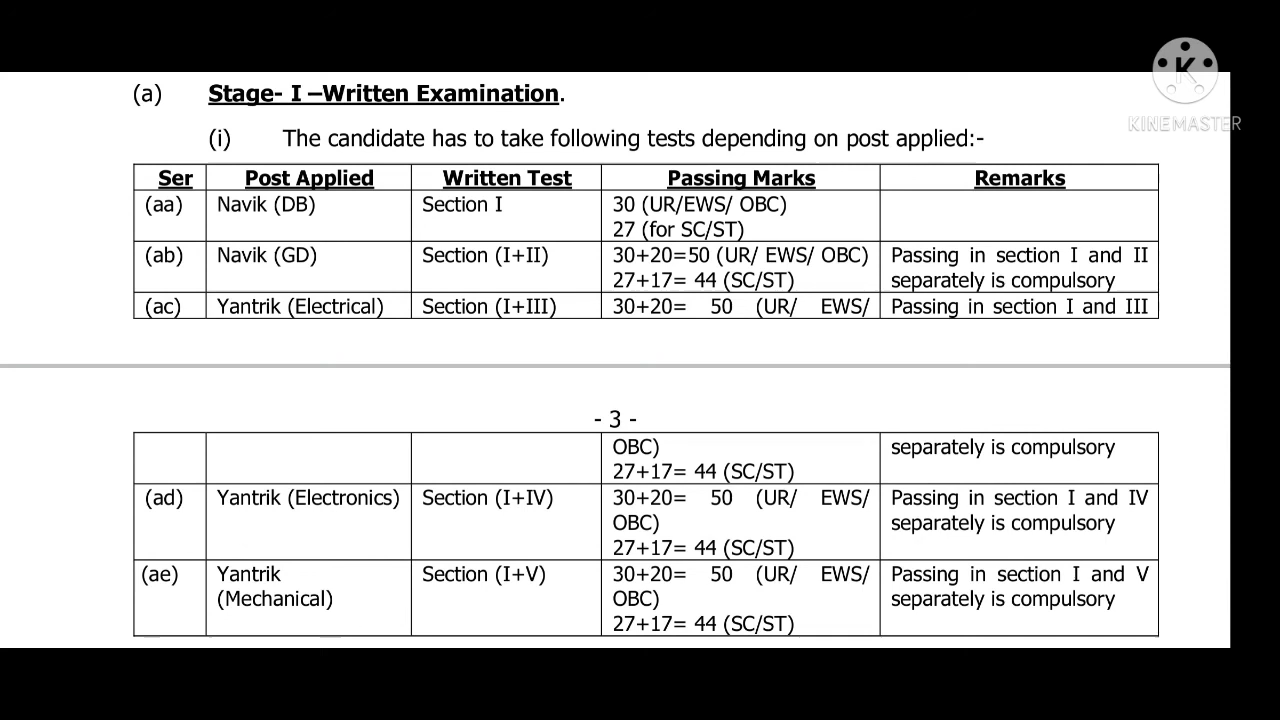 KINEMASTER
(a) Stage- I –Written Examination.
(i) The candidate has to take following tests depending on post applied:-
Ser Post Applied Written Test Passing Marks Remarks
(aa) Navik (DB) Section I 30 (UR/EWS/ OBC)
27 (for SC/ST)
(ab) Navik (GD) Section (I+II) 30+20=50 (UR/ EWS/ OBC) Passing in section I and II
27+17= 44 (SC/ST) separately is compulsory
(ac) Yantrik (Electrical) Section (I+III) 30+20= 50 (UR/ EWS/ Passing in section I and III
- 3 -
OBC) separately is compulsory
27+17= 44 (SC/ST)
(ad) Yantrik (Electronics) Section (I+IV) 30+20= 50 (UR/ EWS/ Passing in section I and IV
OBC) separately is compulsory
27+17= 44 (SC/ST)
(ae) Yantrik Section (I+V) 30+20= 50 (UR/ EWS/ Passing in section I and V
(Mechanical) OBC) separately is compulsory
27+17= 44 (SC/ST)